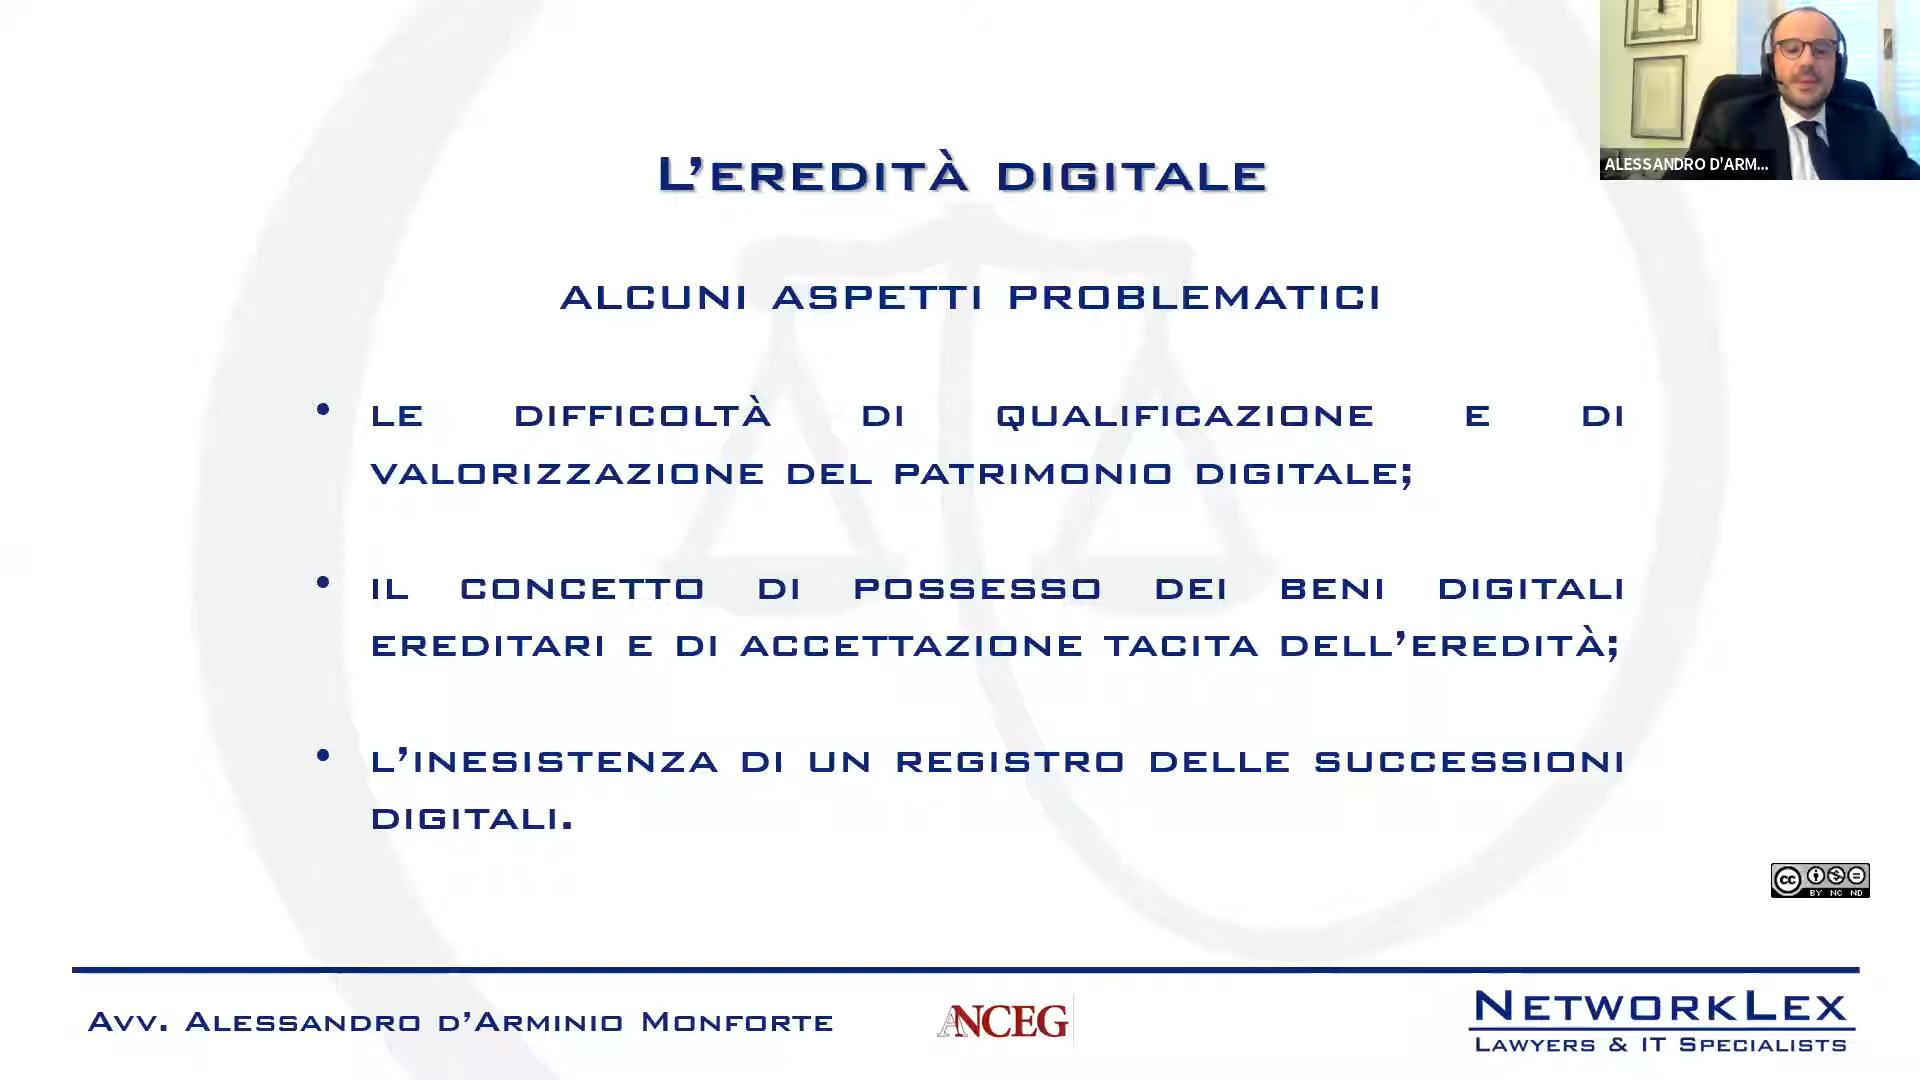 ALESSANDRO D'ARM...
L'EREDITÀ DIGITALE
ALCUNI ASPETTI PROBLEMATICI
• LE DIFFICOLTÀ DI QUALIFICAZIONE E DI
VALORIZZAZIONE DEL PATRIMONIO DIGITALE;
• IL CONCETTO DI POSSESSO DEI BENI DIGITALI
EREDITARI E DI ACCETTAZIONE TACITA DELL'EREDITÀ;
• L'INESISTENZA DI UN REGISTRO DELLE SUCCESSIONI
DIGITALI.
CC BY NC ND
AVV. ALESSANDRO D'ARMINIO MONFORTE
ANCEG
NETWORKLEX
LAWYERS & IT SPECIALISTS